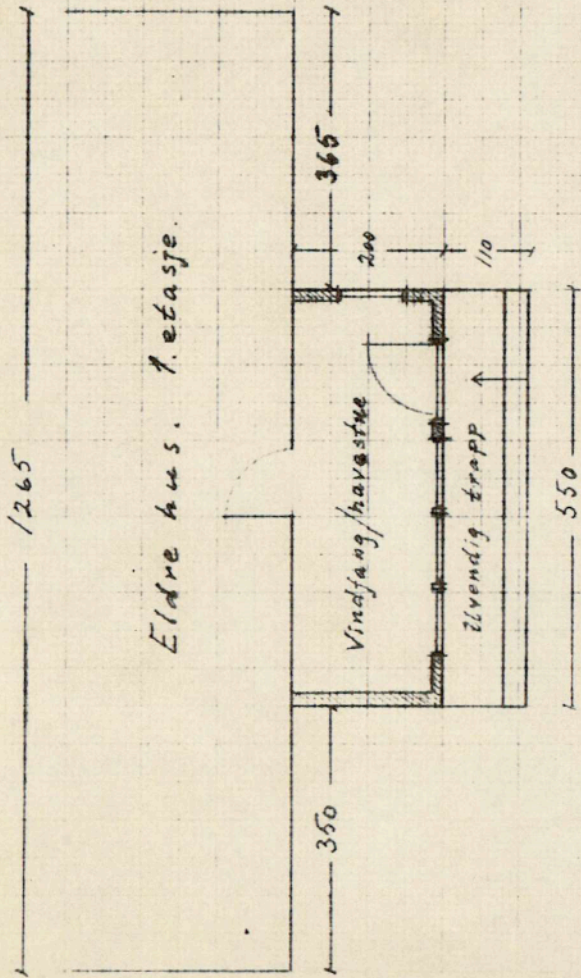 1265
Eldre hus. 1. etasje.
350
365
200
110
Vindfang/havestue
Utvendig trapp
550